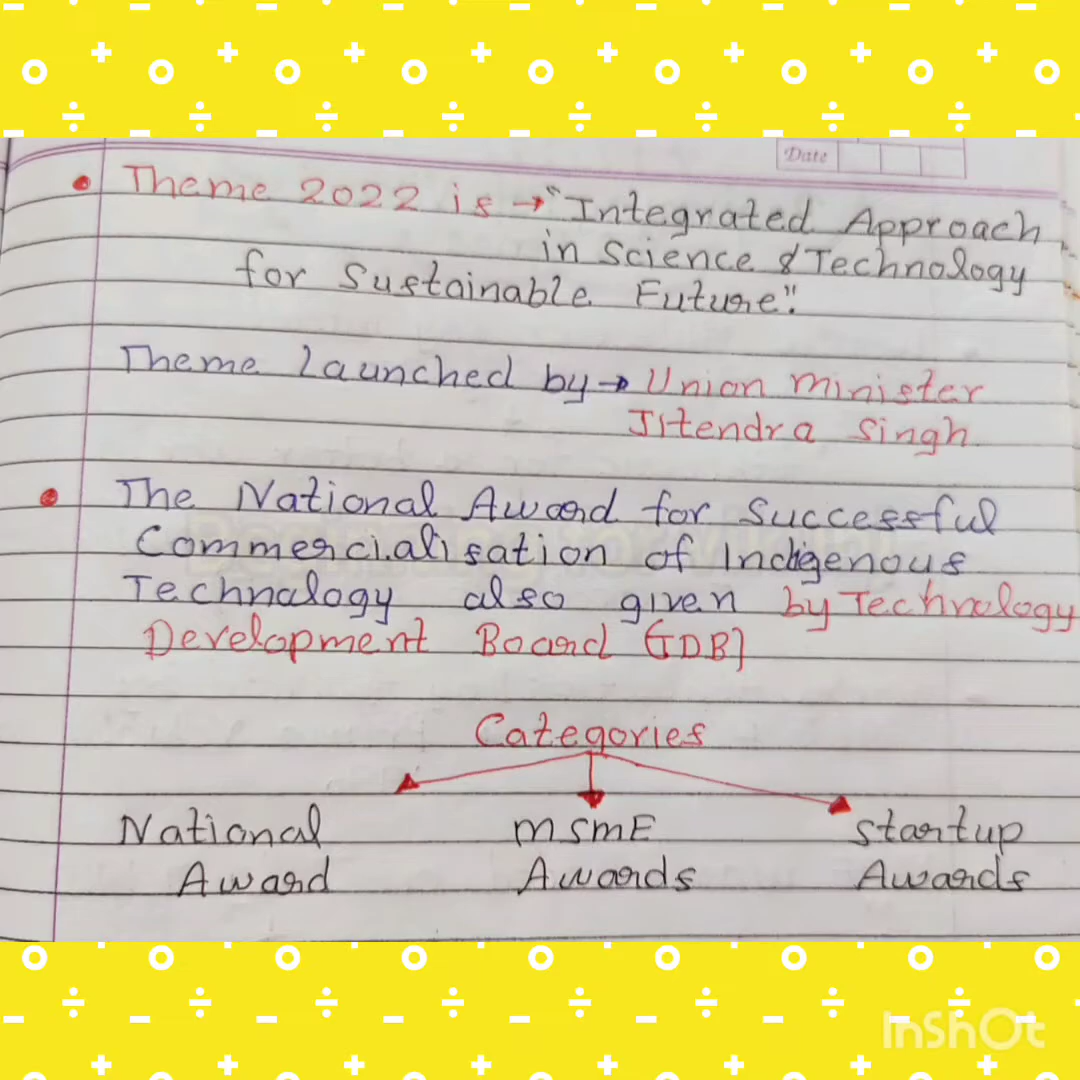 Date
• Theme 2022 is → "Integrated Approach
in Science & Technology
for Sustainable Future".
Theme launched by → Union minister
Jitendra Singh
• The National Award for Successful
Commercialisation of Indigenous
Technology also given by Technology
Development Board (TDB)
Categories
National MSME Startup
Award Awards Awards
InShOt